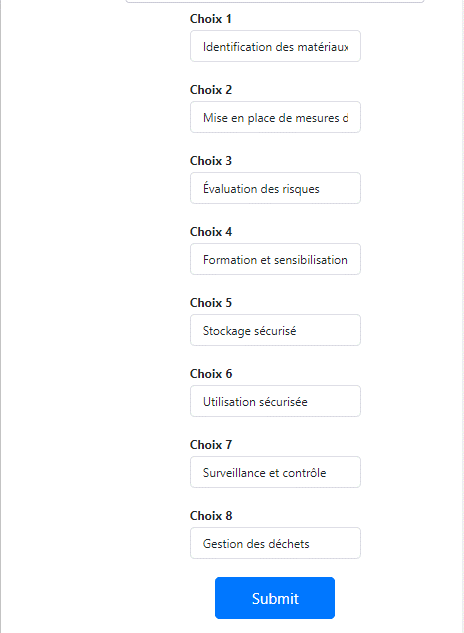 Choix 1
Identification des matériaux
Choix 2
Mise en place de mesures d
Choix 3
Évaluation des risques
Choix 4
Formation et sensibilisation
Choix 5
Stockage sécurisé
Choix 6
Utilisation sécurisée
Choix 7
Surveillance et contrôle
Choix 8
Gestion des déchets
Submit